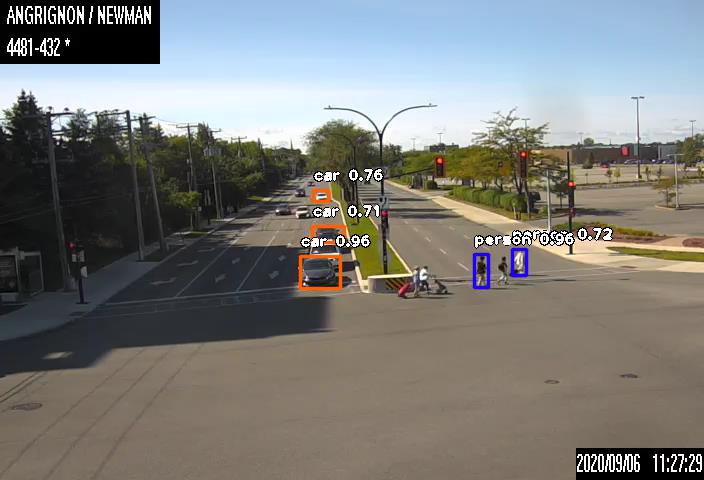 ANGRIGNON / NEWMAN
4481-432 *
car 0.76
car 0.71
car 0.96
person 0.96
0.72
2020/09/06 11:27:29